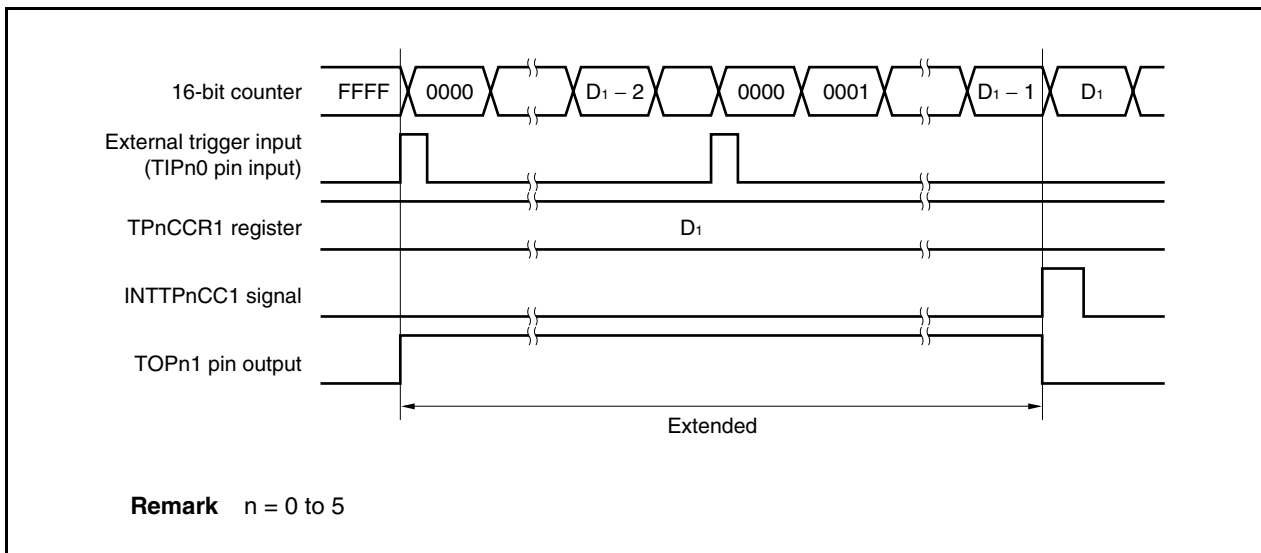 16-bit counter FFFF 0000 D1 – 2 0000 0001 D1 – 1 D1
External trigger input
(TIPn0 pin input)
TPnCCR1 register D1
INTTPnCC1 signal
TOPn1 pin output
Extended
Remark n = 0 to 5